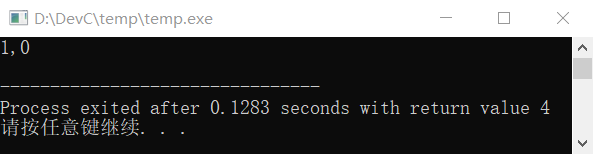 D:\DevC\temp\temp.exe
1,0
--------------------------------
Process exited after 0.1283 seconds with return value 4
请按任意键继续. . .